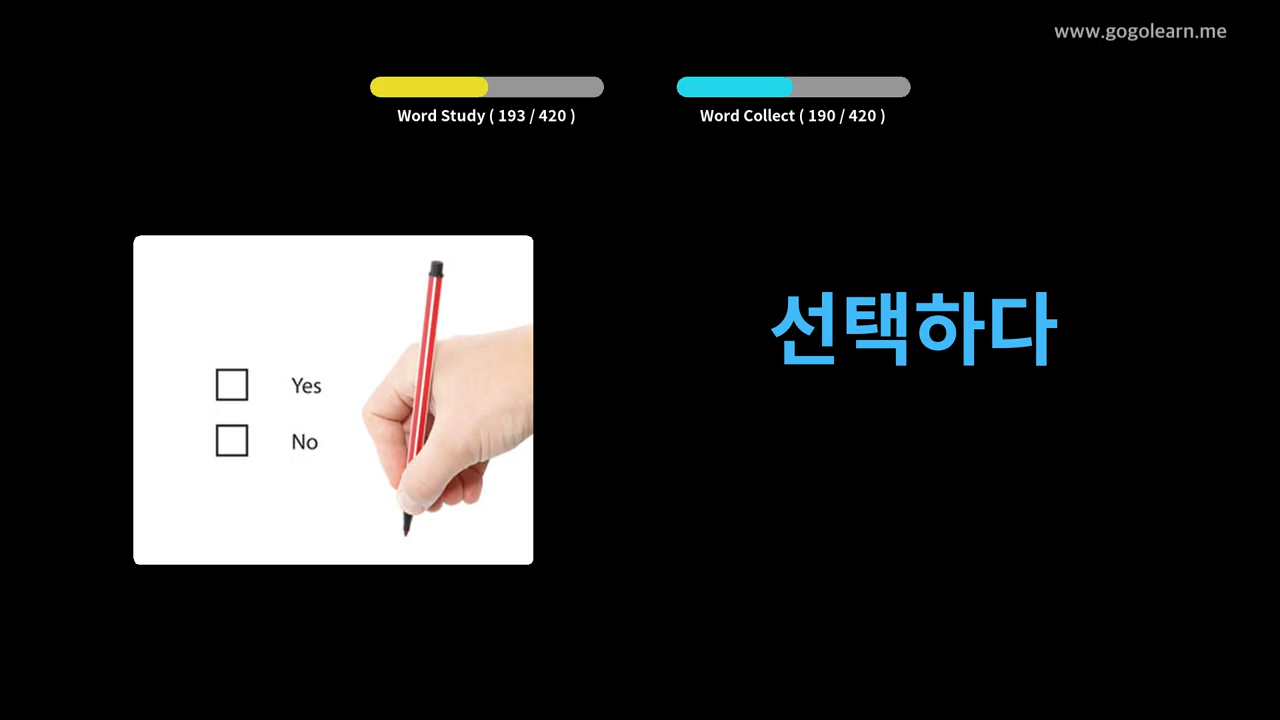 www.gogolearn.me
Word Study ( 193 / 420 )
Word Collect ( 190 / 420 )
선택하다
Yes
No